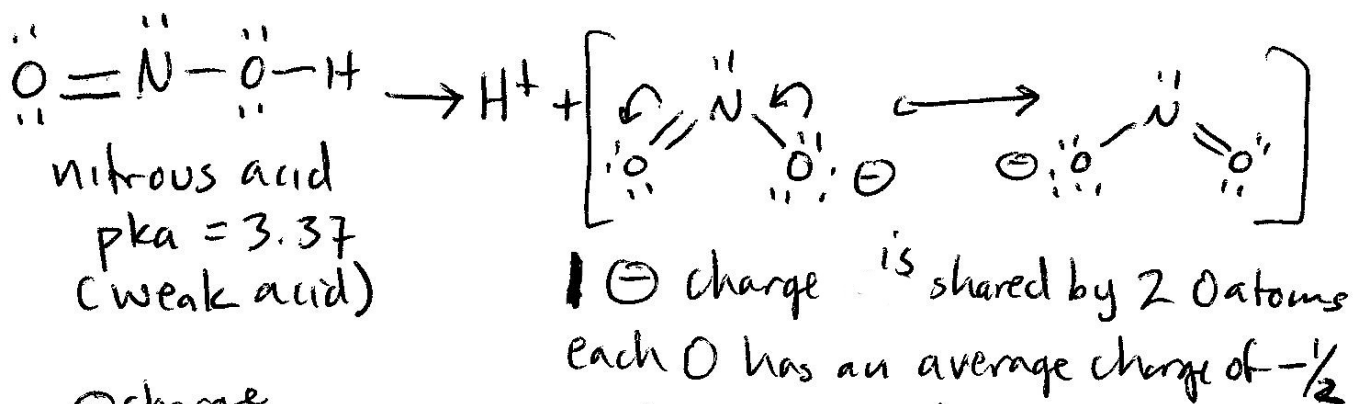 O=N-O-H → H+ + [O=N-O ⊖ ⟷ ⊖ O-N=O]
nitrous acid
pka = 3.37
(weak acid)
1 ⊖ charge is shared by 2 O atoms
each O has an average charge of -1/2
⊖charge